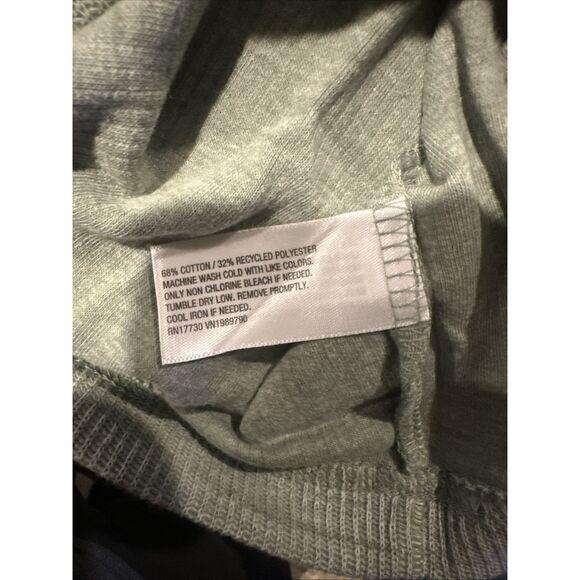 68% COTTON / 32% RECYCLED POLYESTER
MACHINE WASH COLD WITH LIKE COLORS.
ONLY NON CHLORINE BLEACH IF NEEDED.
TUMBLE DRY LOW. REMOVE PROMPTLY.
COOL IRON IF NEEDED.
RN17730 VN1989790